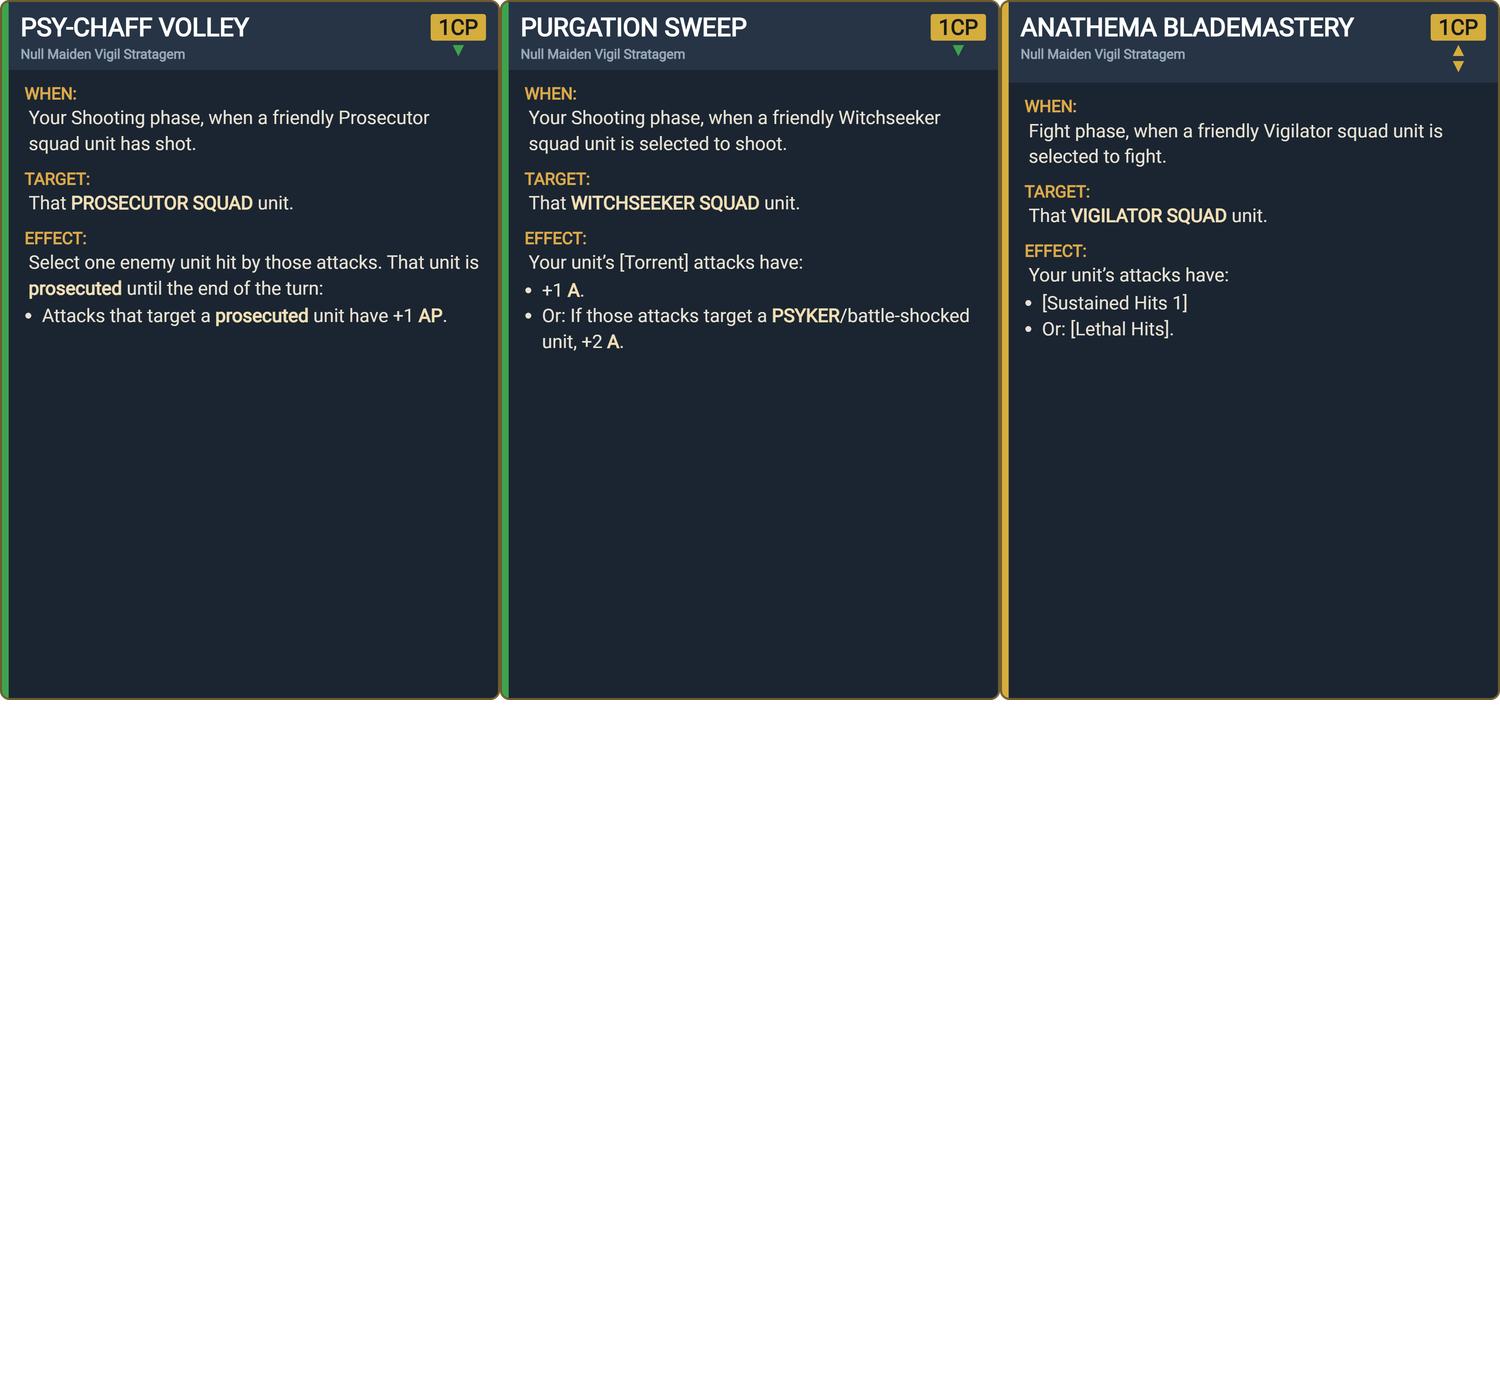 PSY-CHAFF VOLLEY
1CP
Null Maiden Vigil Stratagem
▼
WHEN:
Your Shooting phase, when a friendly Prosecutor
squad unit has shot.
TARGET:
That PROSECUTOR SQUAD unit.
EFFECT:
Select one enemy unit hit by those attacks. That unit is
prosecuted until the end of the turn:
• Attacks that target a prosecuted unit have +1 AP.
PURGATION SWEEP
1CP
Null Maiden Vigil Stratagem
▼
WHEN:
Your Shooting phase, when a friendly Witchseeker
squad unit is selected to shoot.
TARGET:
That WITCHSEEKER SQUAD unit.
EFFECT:
Your unit’s [Torrent] attacks have:
• +1 A.
• Or: If those attacks target a PSYKER/battle-shocked
unit, +2 A.
ANATHEMA BLADEMASTERY
1CP
Null Maiden Vigil Stratagem
▲
▼
WHEN:
Fight phase, when a friendly Vigilator squad unit is
selected to fight.
TARGET:
That VIGILATOR SQUAD unit.
EFFECT:
Your unit’s attacks have:
• [Sustained Hits 1]
• Or: [Lethal Hits].